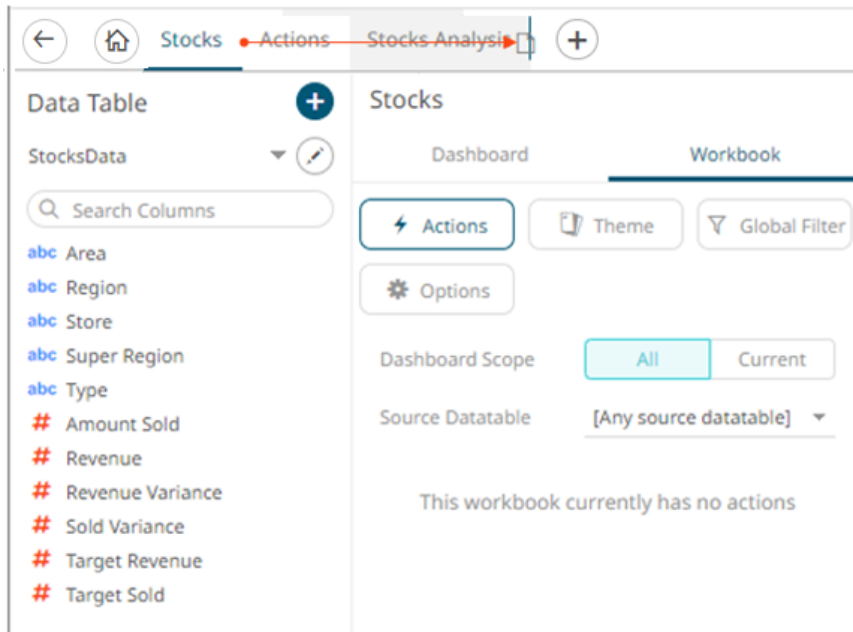 Stocks Actions Stocks Analysis
Data Table
StocksData
Search Columns
abc Area
abc Region
abc Store
abc Super Region
abc Type
# Amount Sold
# Revenue
# Revenue Variance
# Sold Variance
# Target Revenue
# Target Sold
Stocks
Dashboard Workbook
Actions Theme Global Filter
Options
Dashboard Scope All Current
Source Datatable [Any source datatable]
This workbook currently has no actions